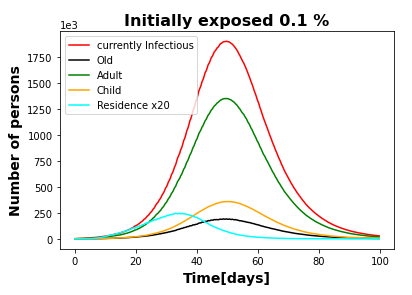 Initially exposed 0.1 %
1e3
currently Infectious
Old
Adult
Child
Residence x20
Number of persons
1750
1500
1250
1000
750
500
250
0
0 20 40 60 80 100
Time[days]